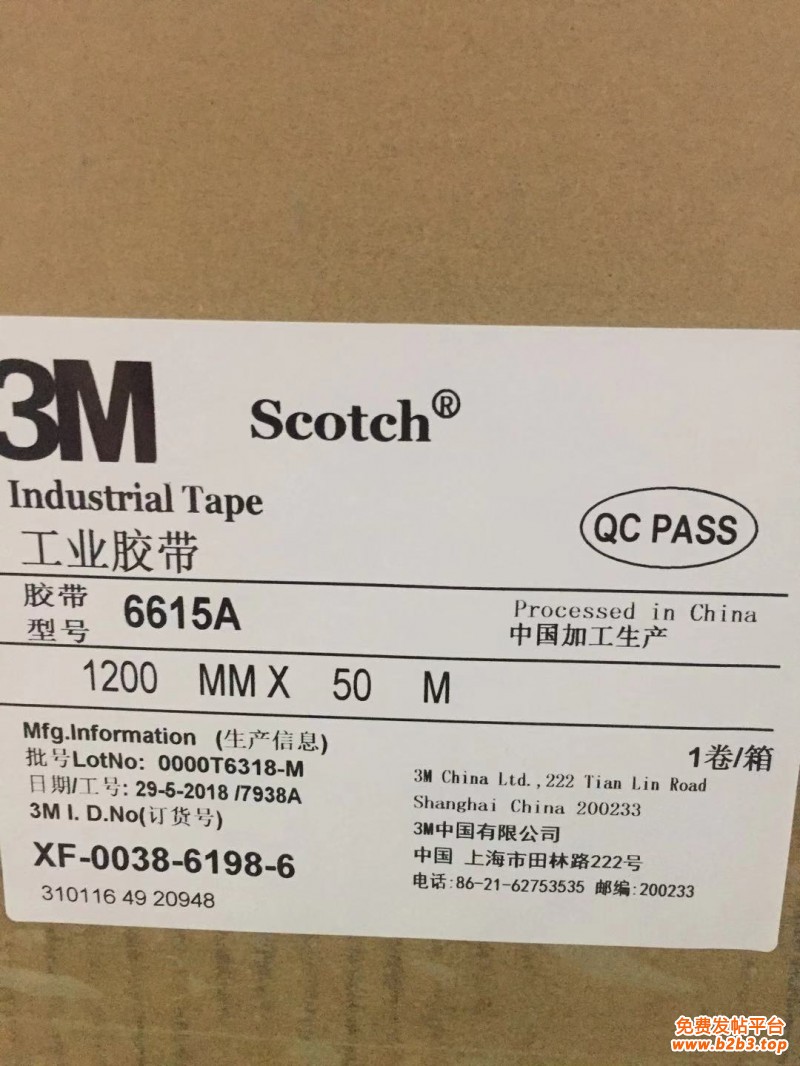 3M Scotch®
Industrial Tape
工业胶带
QC PASS
胶带
型号 6615A
Processed in China
中国加工生产
1200 MM X 50 M
Mfg.Information (生产信息)
批号LotNo: 0000T6318-M
日期/工号: 29-5-2018 /7938A
3M I. D.No(订货号)
XF-0038-6198-6
310116 49 20948
1卷/箱
3M China Ltd.,222 Tian Lin Road
Shanghai China 200233
3M中国有限公司
中国 上海市田林路222号
电话:86-21-62753535 邮编:200233
免费发帖平台
www.b2b3.top